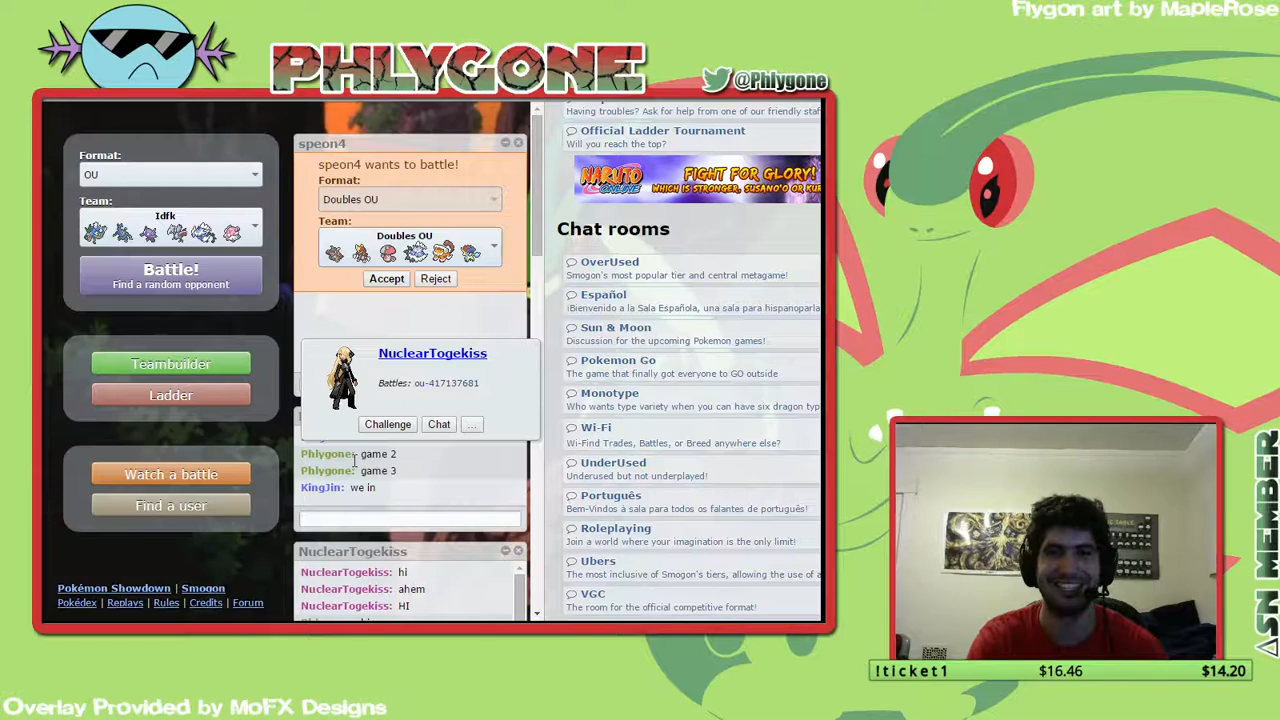 Flygon art by MapleRose
PHLYGONE
@Phlygone
Format:
OU
Team:
Idfk
Battle!
Find a random opponent
Teambuilder
Ladder
Watch a battle
Find a user
Pokémon Showdown | Smogon
Pokédex | Replays | Rules | Credits | Forum
speon4
speon4 wants to battle!
Format:
Doubles OU
Team:
Doubles OU
Accept
Reject
NuclearTogekiss
Battles: ou-417137681
Challenge
Chat
...
Phlygone: game 2
Phlygone: game 3
KingJin: we in
NuclearTogekiss
NuclearTogekiss: hi
NuclearTogekiss: ahem
NuclearTogekiss: HI
Having troubles? Ask for help from one of our friendly staff
Official Ladder Tournament
Will you reach the top?
NARUTO
ONLINE
FIGHT FOR GLORY!
WHICH IS STRONGER, SUSANO'O OR
Chat rooms
OverUsed
Smogon's most popular tier and central metagame!
Español
¡Bienvenido a la Sala Española, una sala para hispanoparla
Sun & Moon
Discussion for the upcoming Pokemon games!
Pokemon Go
The game that finally got everyone to GO outside
Monotype
Who wants type variety when you can have six dragon typ
Wi-Fi
Wi-Find Trades, Battles, or Breed anywhere else?
UnderUsed
Underused but not underplayed!
Português
Bem-Vindos à sala para todos os falantes de português!
Roleplaying
Join a world where your imagination is the only limit!
Ubers
The most inclusive of Smogon's tiers, allowing the use of a
VGC
The room for the official competitive format!
ASN MEMBER
!ticket1 $16.46 $14.20
Overlay Provided by MoFX Designs